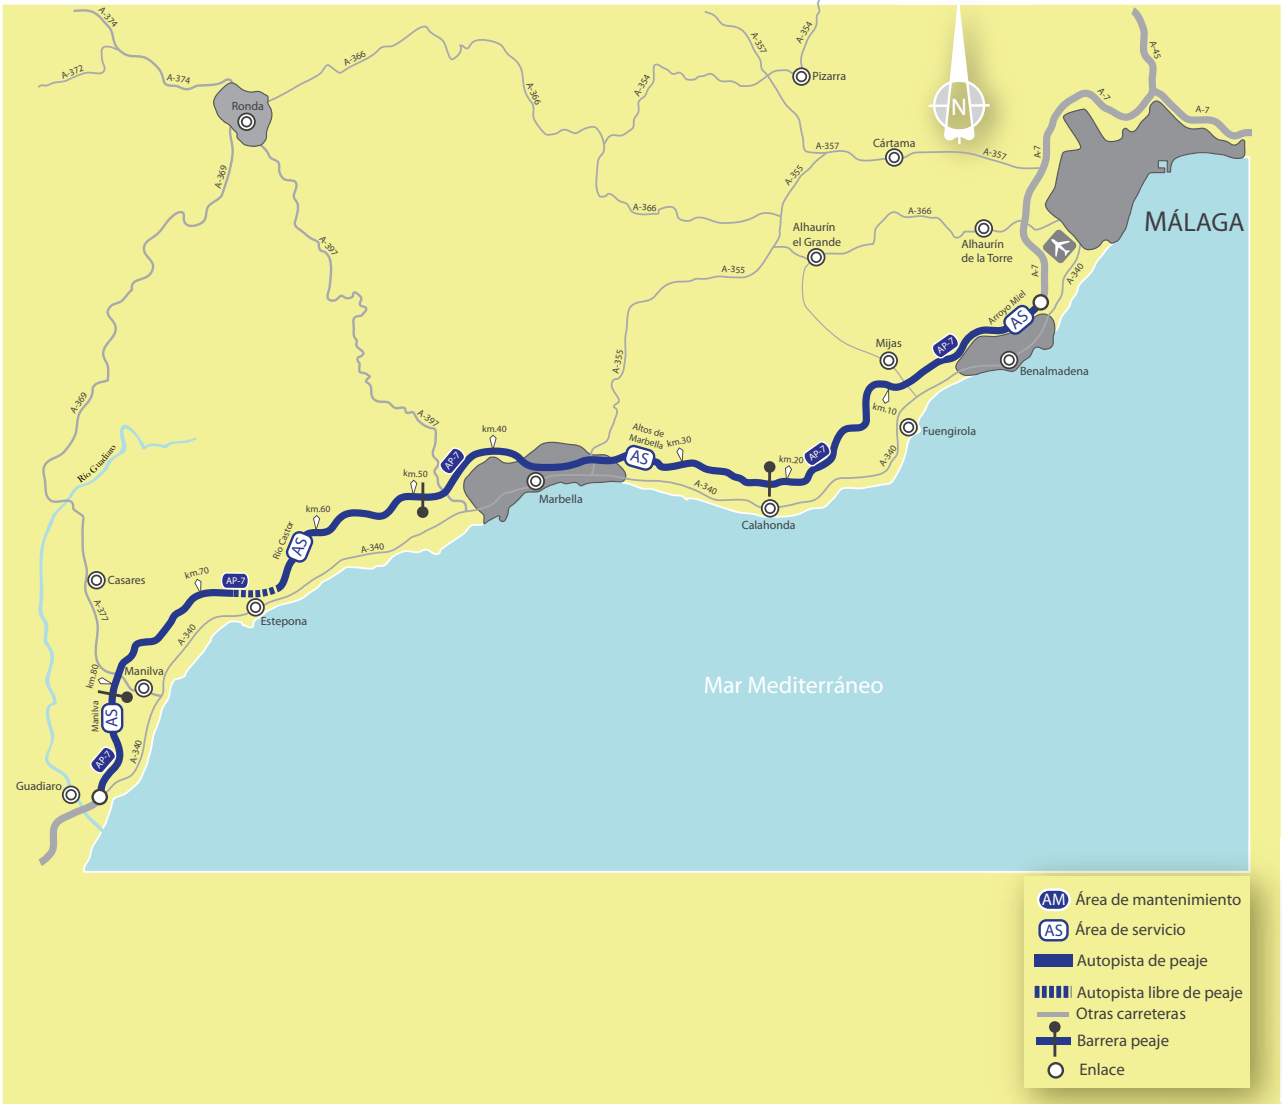 A-374
A-372
A-374
A-366
A-366
A-354
A-357
A-354
Pizarra
N
A-45
A-7
A-7
Ronda
A-369
A-397
A-366
A-357
Cártama
A-357
A-7
A-355
A-366
MÁLAGA
Alhaurín
el Grande
Alhaurín
de la Torre
A-355
A-7
A-340
Arroyo Miel
AS
AP-7
Mijas
Benalmadena
A-355
km.10
Fuengirola
A-369
A-397
km.40
Altos de
Marbella
km.30
AS
AP-7
A-340
km.20
AP-7
Río Guadiaro
km.50
Marbella
A-340
Calahonda
km.60
Río Castor
AS
A-340
km.70
AP-7
Casares
A-377
Estepona
A-340
km.80
Manilva
Manilva
AS
AP-7
A-340
Guadiaro
Mar Mediterráneo
AM Área de mantenimiento
AS Área de servicio
Autopista de peaje
Autopista libre de peaje
Otras carreteras
Barrera peaje
Enlace